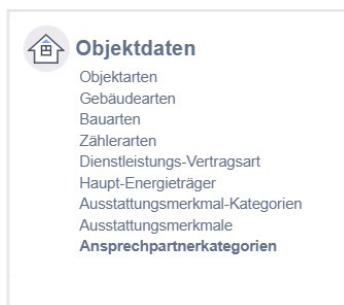 Objektdaten
Objektarten
Gebäudearten
Bauarten
Zählerarten
Dienstleistungs-Vertragsart
Haupt-Energieträger
Ausstattungsmerkmal-Kategorien
Ausstattungsmerkmale
Ansprechpartnerkategorien